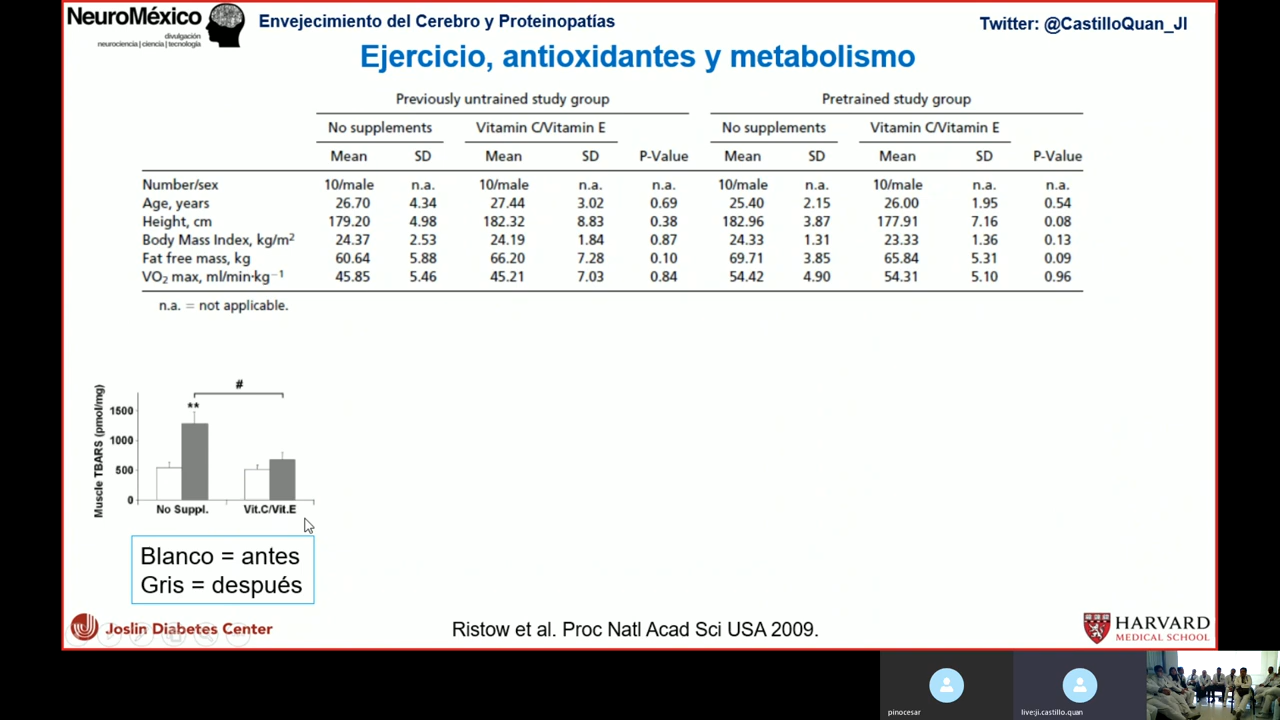 NeuroMéxico
divulgación
neurociencia | ciencia | tecnología
Envejecimiento del Cerebro y Proteinopatías
Twitter: @CastilloQuan_JI
Ejercicio, antioxidantes y metabolismo
Previously untrained study group Pretrained study group
No supplements Vitamin C/Vitamin E No supplements Vitamin C/Vitamin E
Mean SD Mean SD P-Value Mean SD Mean SD P-Value
Number/sex 10/male n.a. 10/male n.a. n.a. 10/male n.a. 10/male n.a. n.a.
Age, years 26.70 4.34 27.44 3.02 0.69 25.40 2.15 26.00 1.95 0.54
Height, cm 179.20 4.98 182.32 8.83 0.38 182.96 3.87 177.91 7.16 0.08
Body Mass Index, kg/m² 24.37 2.53 24.19 1.84 0.87 24.33 1.31 23.33 1.36 0.13
Fat free mass, kg 60.64 5.88 66.20 7.28 0.10 69.71 3.85 65.84 5.31 0.09
VO₂ max, ml/min·kg⁻¹ 45.85 5.46 45.21 7.03 0.84 54.42 4.90 54.31 5.10 0.96
n.a. = not applicable.
#
**
Muscle TBARS (pmol/mg)
1500
1000
500
0
No Suppl. Vit.C/Vit.E
Blanco = antes
Gris = después
Joslin Diabetes Center
Ristow et al. Proc Natl Acad Sci USA 2009.
HARVARD
MEDICAL SCHOOL
pinocesar
live:ji.castillo.quan